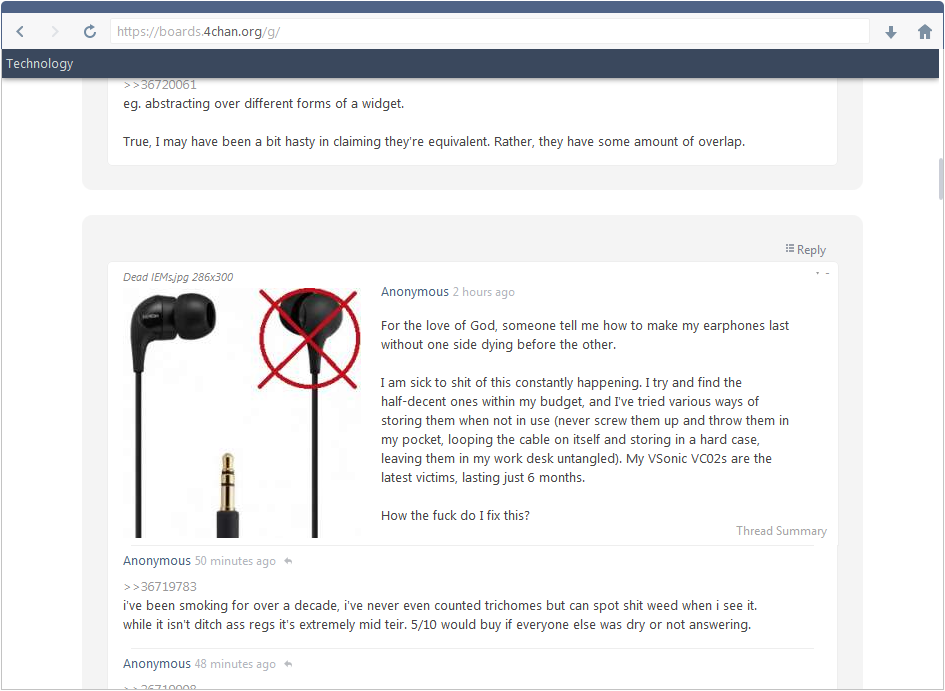 https://boards.4chan.org/g/
Technology
>>36720061
eg. abstracting over different forms of a widget.
True, I may have been a bit hasty in claiming they're equivalent. Rather, they have some amount of overlap.
Reply
Dead IEMs.jpg 286x300
Anonymous 2 hours ago
For the love of God, someone tell me how to make my earphones last
without one side dying before the other.
I am sick to shit of this constantly happening. I try and find the
half-decent ones within my budget, and I've tried various ways of
storing them when not in use (never screw them up and throw them in
my pocket, looping the cable on itself and storing in a hard case,
leaving them in my work desk untangled). My VSonic VC02s are the
latest victims, lasting just 6 months.
How the fuck do I fix this?
Thread Summary
Anonymous 50 minutes ago
>>36719783
i've been smoking for over a decade, i've never even counted trichomes but can spot shit weed when i see it.
while it isn't ditch ass regs it's extremely mid teir. 5/10 would buy if everyone else was dry or not answering.
Anonymous 48 minutes ago